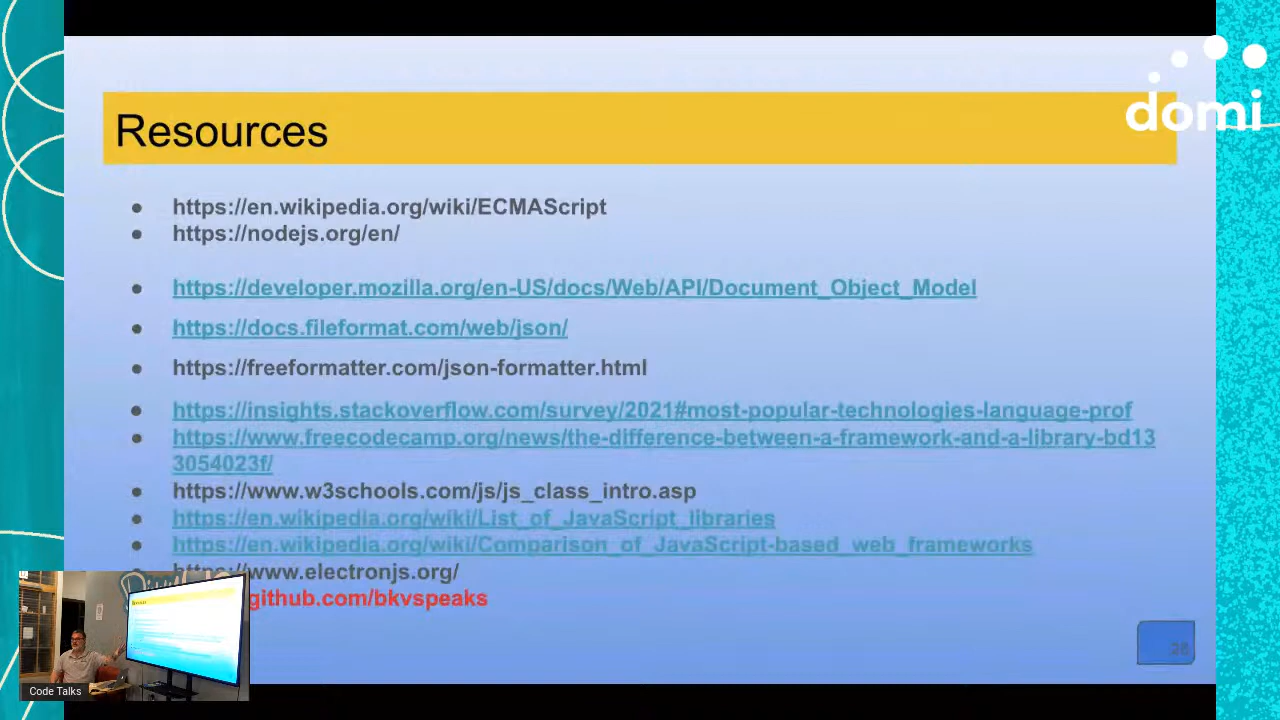 domi
Resources
https://en.wikipedia.org/wiki/ECMAScript
https://nodejs.org/en/
https://developer.mozilla.org/en-US/docs/Web/API/Document_Object_Model
https://docs.fileformat.com/web/json/
https://freeformatter.com/json-formatter.html
https://insights.stackoverflow.com/survey/2021#most-popular-technologies-language-prof
https://www.freecodecamp.org/news/the-difference-between-a-framework-and-a-library-bd13
3054023f/
https://www.w3schools.com/js/js_class_intro.asp
https://en.wikipedia.org/wiki/List_of_JavaScript_libraries
https://en.wikipedia.org/wiki/Comparison_of_JavaScript-based_web_frameworks
https://www.electronjs.org/
github.com/bkvspeaks
Code Talks